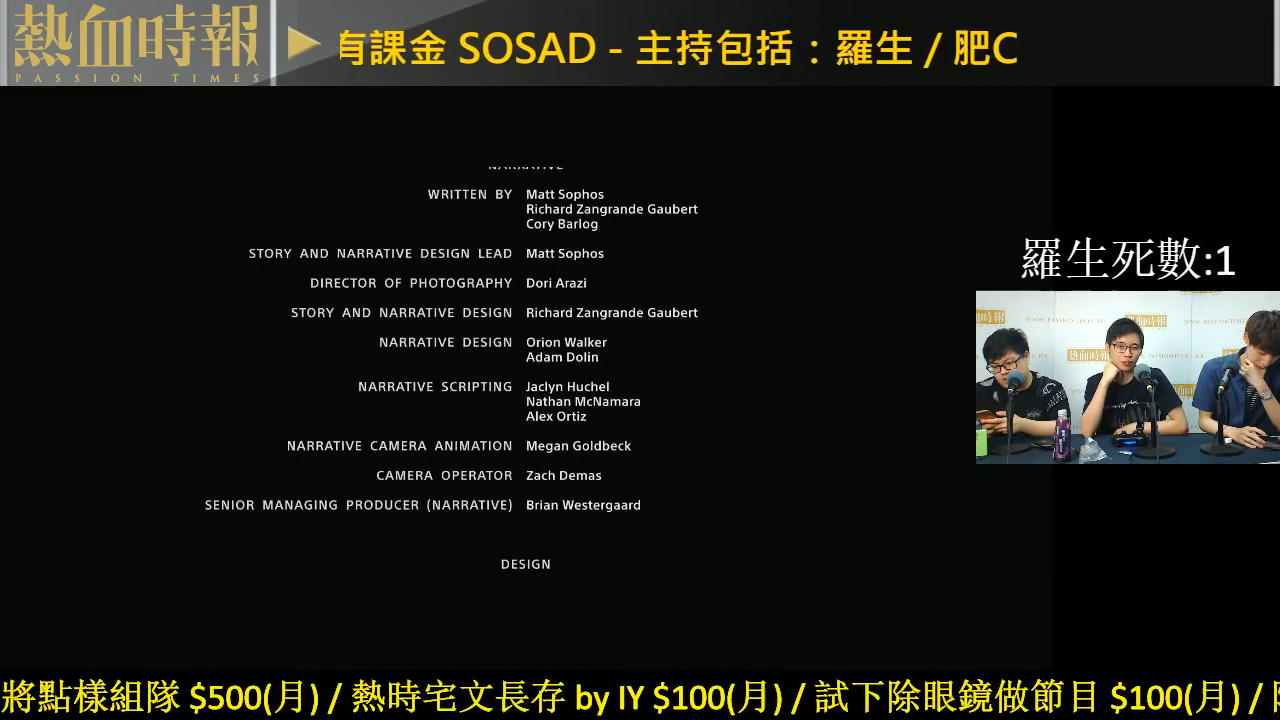 熱血時報
PASSION TIMES
有課金 SOSAD - 主持包括：羅生 / 肥C
NARRATIVE
WRITTEN BY Matt Sophos
Richard Zangrande Gaubert
Cory Barlog
STORY AND NARRATIVE DESIGN LEAD Matt Sophos
DIRECTOR OF PHOTOGRAPHY Dori Arazi
STORY AND NARRATIVE DESIGN Richard Zangrande Gaubert
NARRATIVE DESIGN Orion Walker
Adam Dolin
NARRATIVE SCRIPTING Jaclyn Huchel
Nathan McNamara
Alex Ortiz
NARRATIVE CAMERA ANIMATION Megan Goldbeck
CAMERA OPERATOR Zach Demas
SENIOR MANAGING PRODUCER (NARRATIVE) Brian Westergaard
DESIGN
羅生死數:1
將點樣組隊 $500(月) / 熱時宅文長存 by IY $100(月) / 試下除眼鏡做節目 $100(月) /